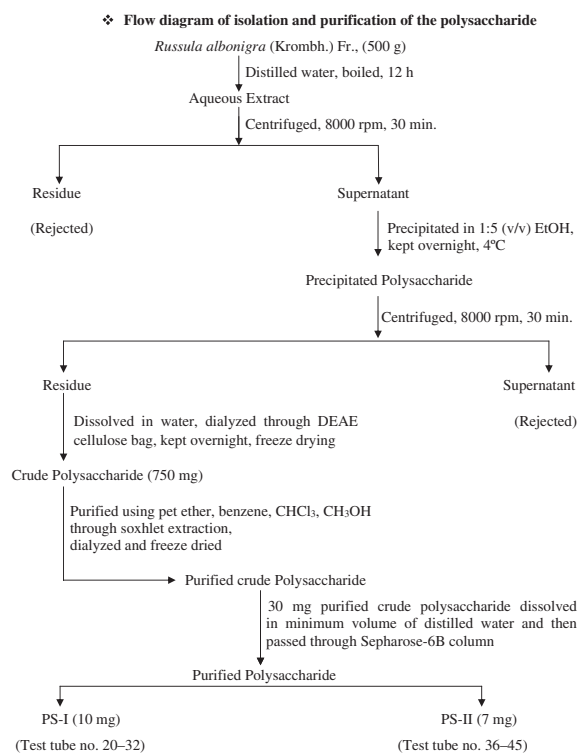 ❖ Flow diagram of isolation and purification of the polysaccharide
Russula albonigra (Krombh.) Fr., (500 g)
Distilled water, boiled, 12 h
Aqueous Extract
Centrifuged, 8000 rpm, 30 min.
Residue
Supernatant
(Rejected)
Precipitated in 1:5 (v/v) EtOH,
kept overnight, 4ºC
Precipitated Polysaccharide
Centrifuged, 8000 rpm, 30 min.
Residue
Supernatant
Dissolved in water, dialyzed through DEAE
cellulose bag, kept overnight, freeze drying
(Rejected)
Crude Polysaccharide (750 mg)
Purified using pet ether, benzene, CHCl₃, CH₃OH
through soxhlet extraction,
dialyzed and freeze dried
Purified crude Polysaccharide
30 mg purified crude polysaccharide dissolved
in minimum volume of distilled water and then
passed through Sepharose-6B column
Purified Polysaccharide
PS-I (10 mg)
PS-II (7 mg)
(Test tube no. 20–32)
(Test tube no. 36–45)